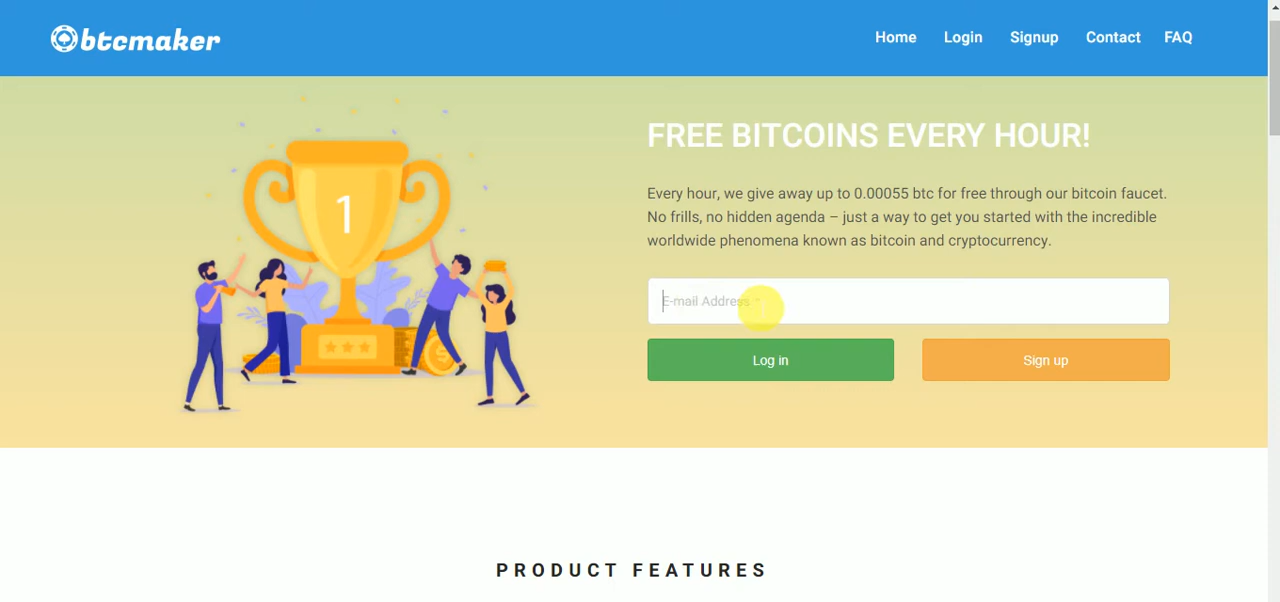 btcmaker
Home Login Signup Contact FAQ
1
FREE BITCOINS EVERY HOUR!
Every hour, we give away up to 0.00055 btc for free through our bitcoin faucet.
No frills, no hidden agenda – just a way to get you started with the incredible
worldwide phenomena known as bitcoin and cryptocurrency.
E-mail Address *
Log in Sign up
PRODUCT FEATURES